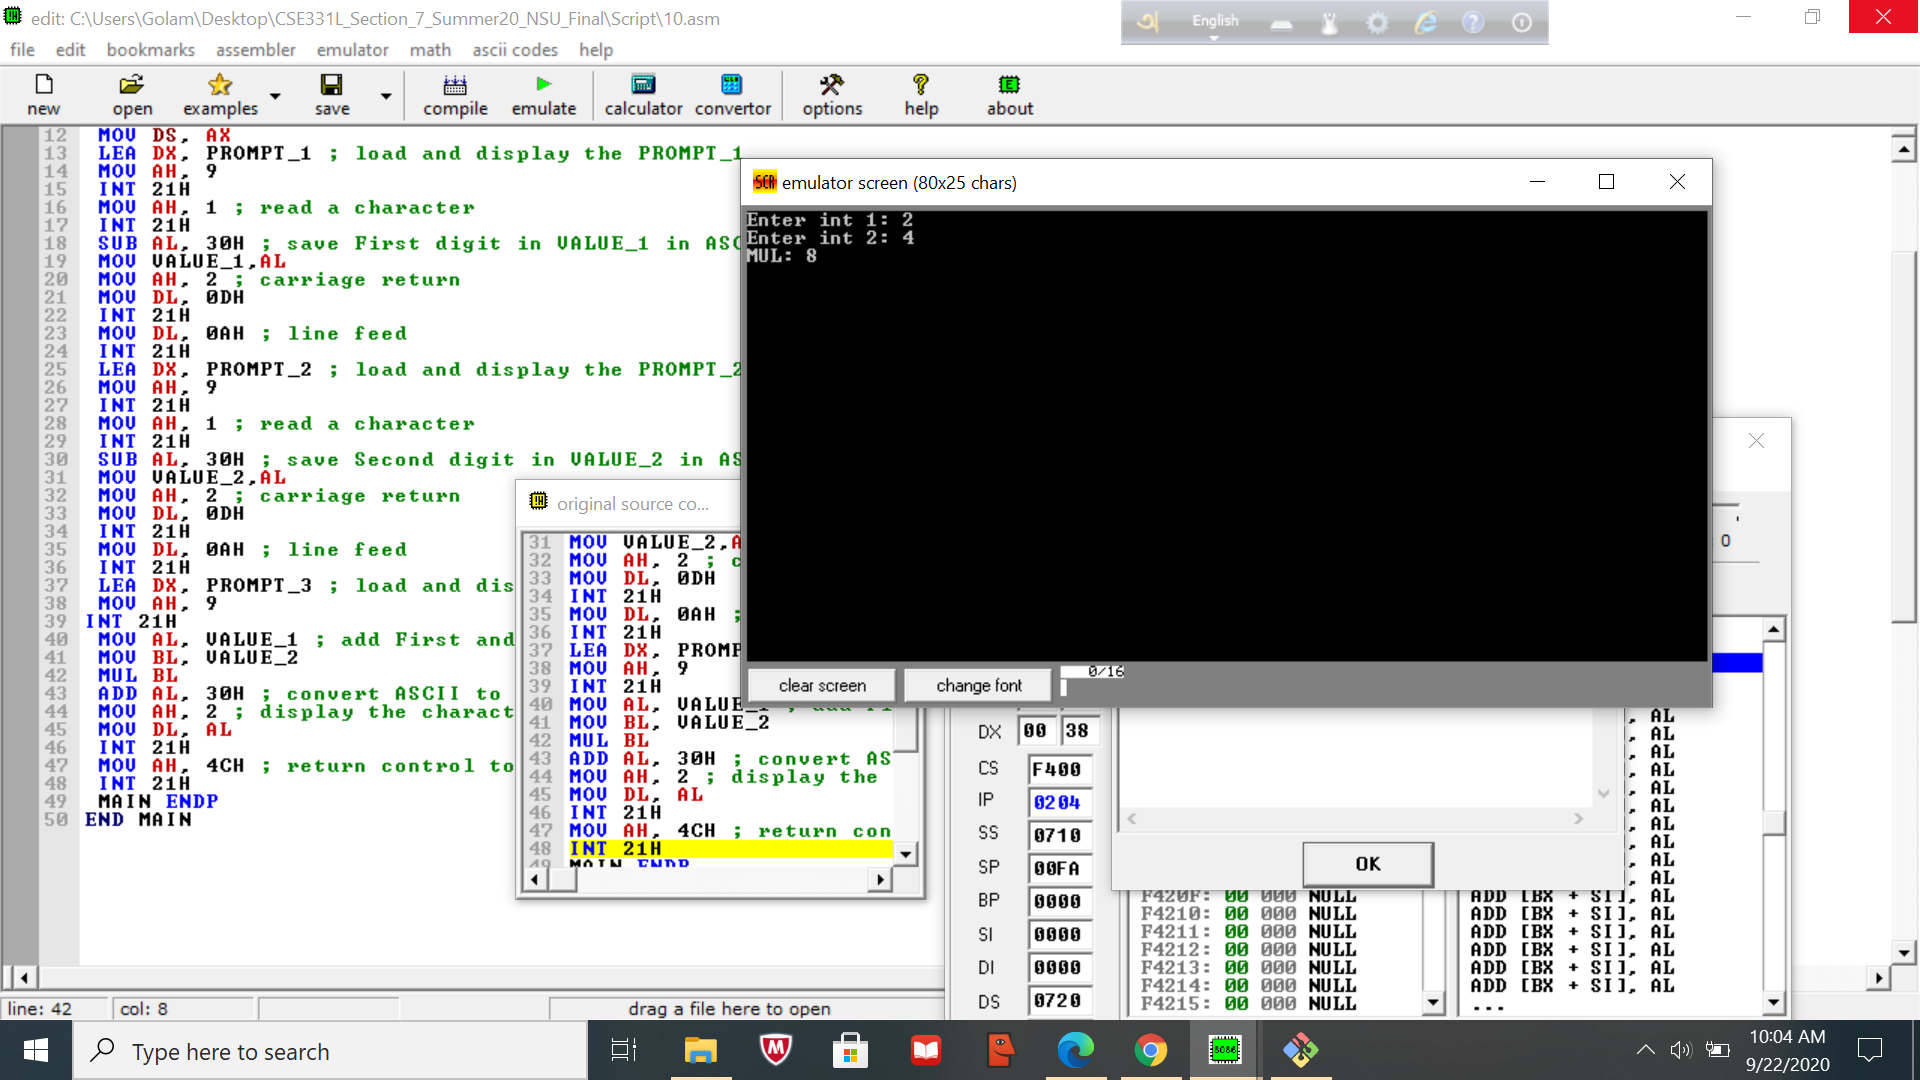 edit: C:\Users\Golam\Desktop\CSE331L_Section_7_Summer20_NSU_Final\Script\10.asm
English
file edit bookmarks assembler emulator math ascii codes help
new open examples save compile emulate calculator convertor options help about
12 MOV DS, AX
13 LEA DX, PROMPT_1 ; load and display the PROMPT_1
14 MOV AH, 9
15 INT 21H
16 MOV AH, 1 ; read a character
17 INT 21H
18 SUB AL, 30H ; save First digit in VALUE_1 in ASC
19 MOV VALUE_1,AL
20 MOV AH, 2 ; carriage return
21 MOV DL, 0DH
22 INT 21H
23 MOV DL, 0AH ; line feed
24 INT 21H
25 LEA DX, PROMPT_2 ; load and display the PROMPT_2
26 MOV AH, 9
27 INT 21H
28 MOV AH, 1 ; read a character
29 INT 21H
30 SUB AL, 30H ; save Second digit in VALUE_2 in AS
31 MOV VALUE_2,AL
32 MOV AH, 2 ; carriage return
33 MOV DL, 0DH
34 INT 21H
35 MOV DL, 0AH ; line feed
36 INT 21H
37 LEA DX, PROMPT_3 ; load and dis
38 MOV AH, 9
39 INT 21H
40 MOV AL, VALUE_1 ; add First and
41 MOV BL, VALUE_2
42 MUL BL
43 ADD AL, 30H ; convert ASCII to
44 MOV AH, 2 ; display the charact
45 MOV DL, AL
46 INT 21H
47 MOV AH, 4CH ; return control to
48 INT 21H
49 MAIN ENDP
50 END MAIN
emulator screen (80x25 chars)
Enter int 1: 2
Enter int 2: 4
MUL: 8
clear screen change font 0/16
original source co...
31 MOV VALUE_2,A
32 MOV AH, 2 ; c
33 MOV DL, 0DH
34 INT 21H
35 MOV DL, 0AH ;
36 INT 21H
37 LEA DX, PROMP
38 MOV AH, 9
39 INT 21H
40 MOV AL, VALUE_1 ; add Fi
41 MOV BL, VALUE_2
42 MUL BL
43 ADD AL, 30H ; convert AS
44 MOV AH, 2 ; display the
45 MOV DL, AL
46 INT 21H
47 MOV AH, 4CH ; return con
48 INT 21H
49 MAIN ENDP
0
DX 00 38
CS F400
IP 0204
SS 0710
SP 00FA
BP 0000
SI 0000
DI 0000
DS 0720
OK
, AL
, AL
, AL
, AL
, AL
, AL
, AL
, AL
, AL
, AL
F420F: 00 000 NULL ADD [BX + SI], AL
F4210: 00 000 NULL ADD [BX + SI], AL
F4211: 00 000 NULL ADD [BX + SI], AL
F4212: 00 000 NULL ADD [BX + SI], AL
F4213: 00 000 NULL ADD [BX + SI], AL
F4214: 00 000 NULL ADD [BX + SI], AL
F4215: 00 000 NULL ...
line: 42 col: 8 drag a file here to open
Type here to search
10:04 AM
9/22/2020